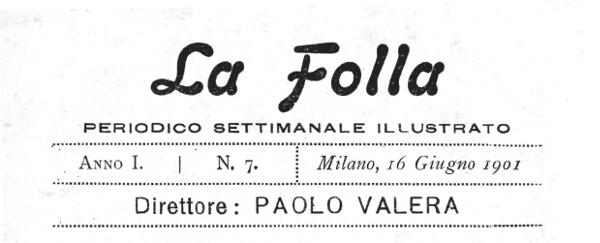 La Folla
PERIODICO SETTIMANALE ILLUSTRATO
ANNO I. | N. 7. Milano, 16 Giugno 1901
Direttore: PAOLO VALERA